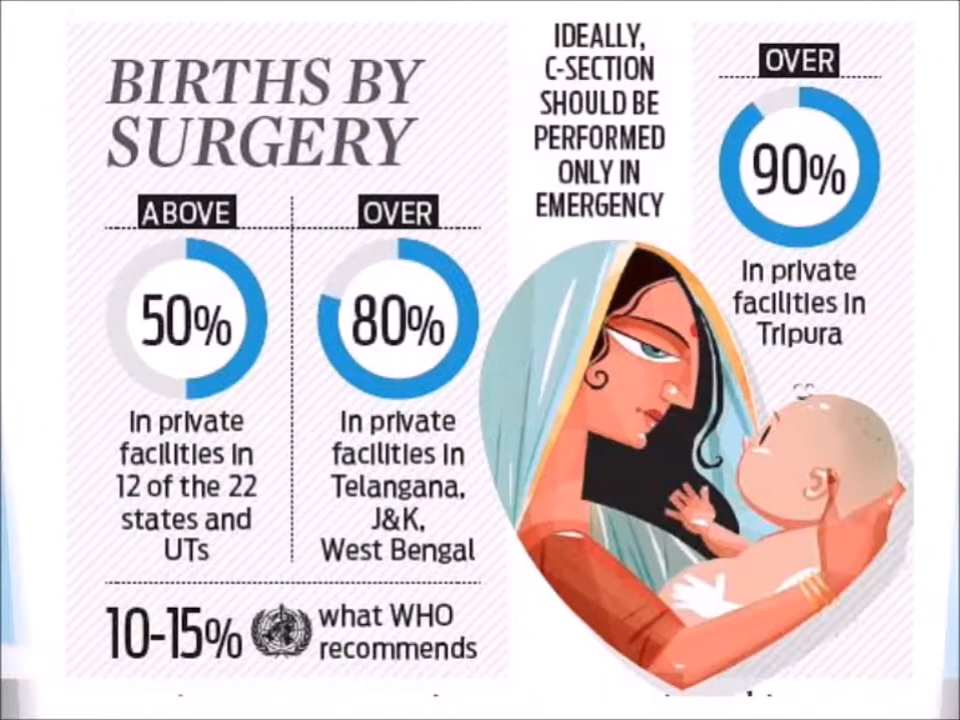 BIRTHS BY
SURGERY
ABOVE
50%
In private
facilities in
12 of the 22
states and
UTs
OVER
80%
In private
facilities in
Telangana,
J&K,
West Bengal
10-15%
what WHO
recommends
IDEALLY,
C-SECTION
SHOULD BE
PERFORMED
ONLY IN
EMERGENCY
OVER
90%
In private
facilities in
Tripura